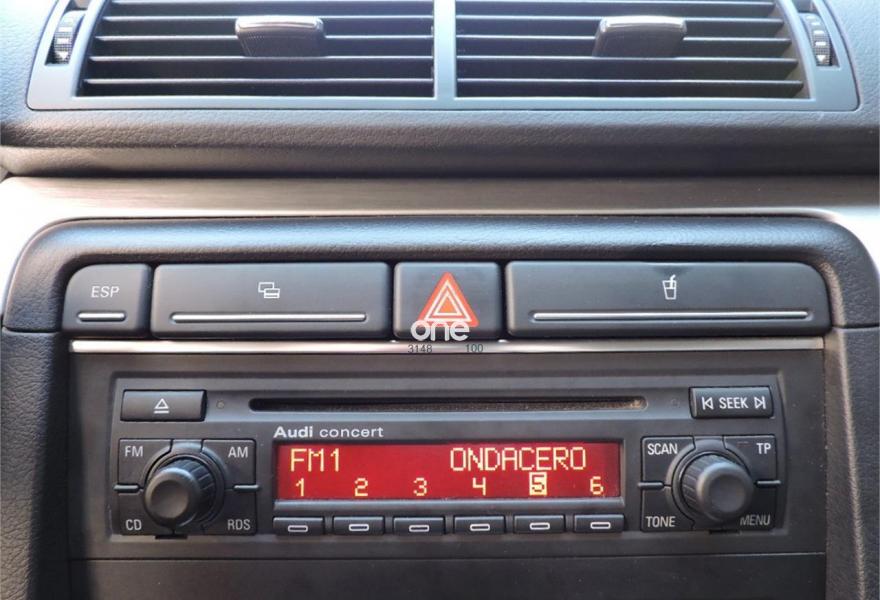 ESP
one
3148 100
SEEK
Audi concert
FM AM
FM1 ONDACERO
SCAN TP
1 2 3 4 5 6
CD RDS
TONE MENU